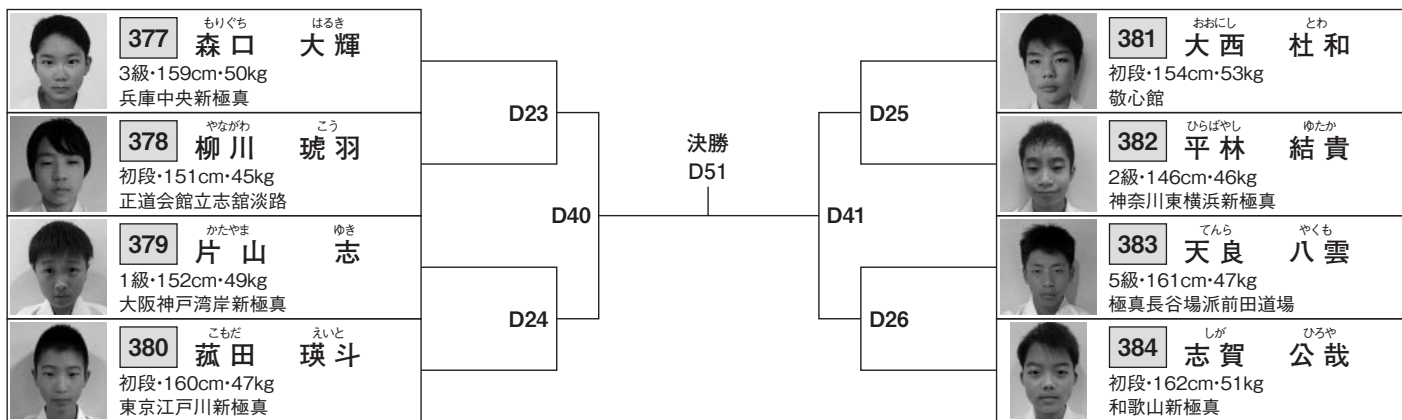 もりぐち はるき
377 森口 大輝
3級・159cm・50kg
兵庫中央新極真
やながわ こう
378 柳川 琥羽
初段・151cm・45kg
正道会館立志舘淡路
かたやま ゆき
379 片山 志
1級・152cm・49kg
大阪神戸湾岸新極真
こもだ えいと
380 菰田 瑛斗
初段・160cm・47kg
東京江戸川新極真
D23
D24
D40
決勝
D51
D41
D25
D26
おおにし とわ
381 大西 杜和
初段・154cm・53kg
敬心館
ひらばやし ゆたか
382 平林 結貴
2級・146cm・46kg
神奈川東横浜新極真
てんら やくも
383 天良 八雲
5級・161cm・47kg
極真長谷場派前田道場
しが ひろや
384 志賀 公哉
初段・162cm・51kg
和歌山新極真